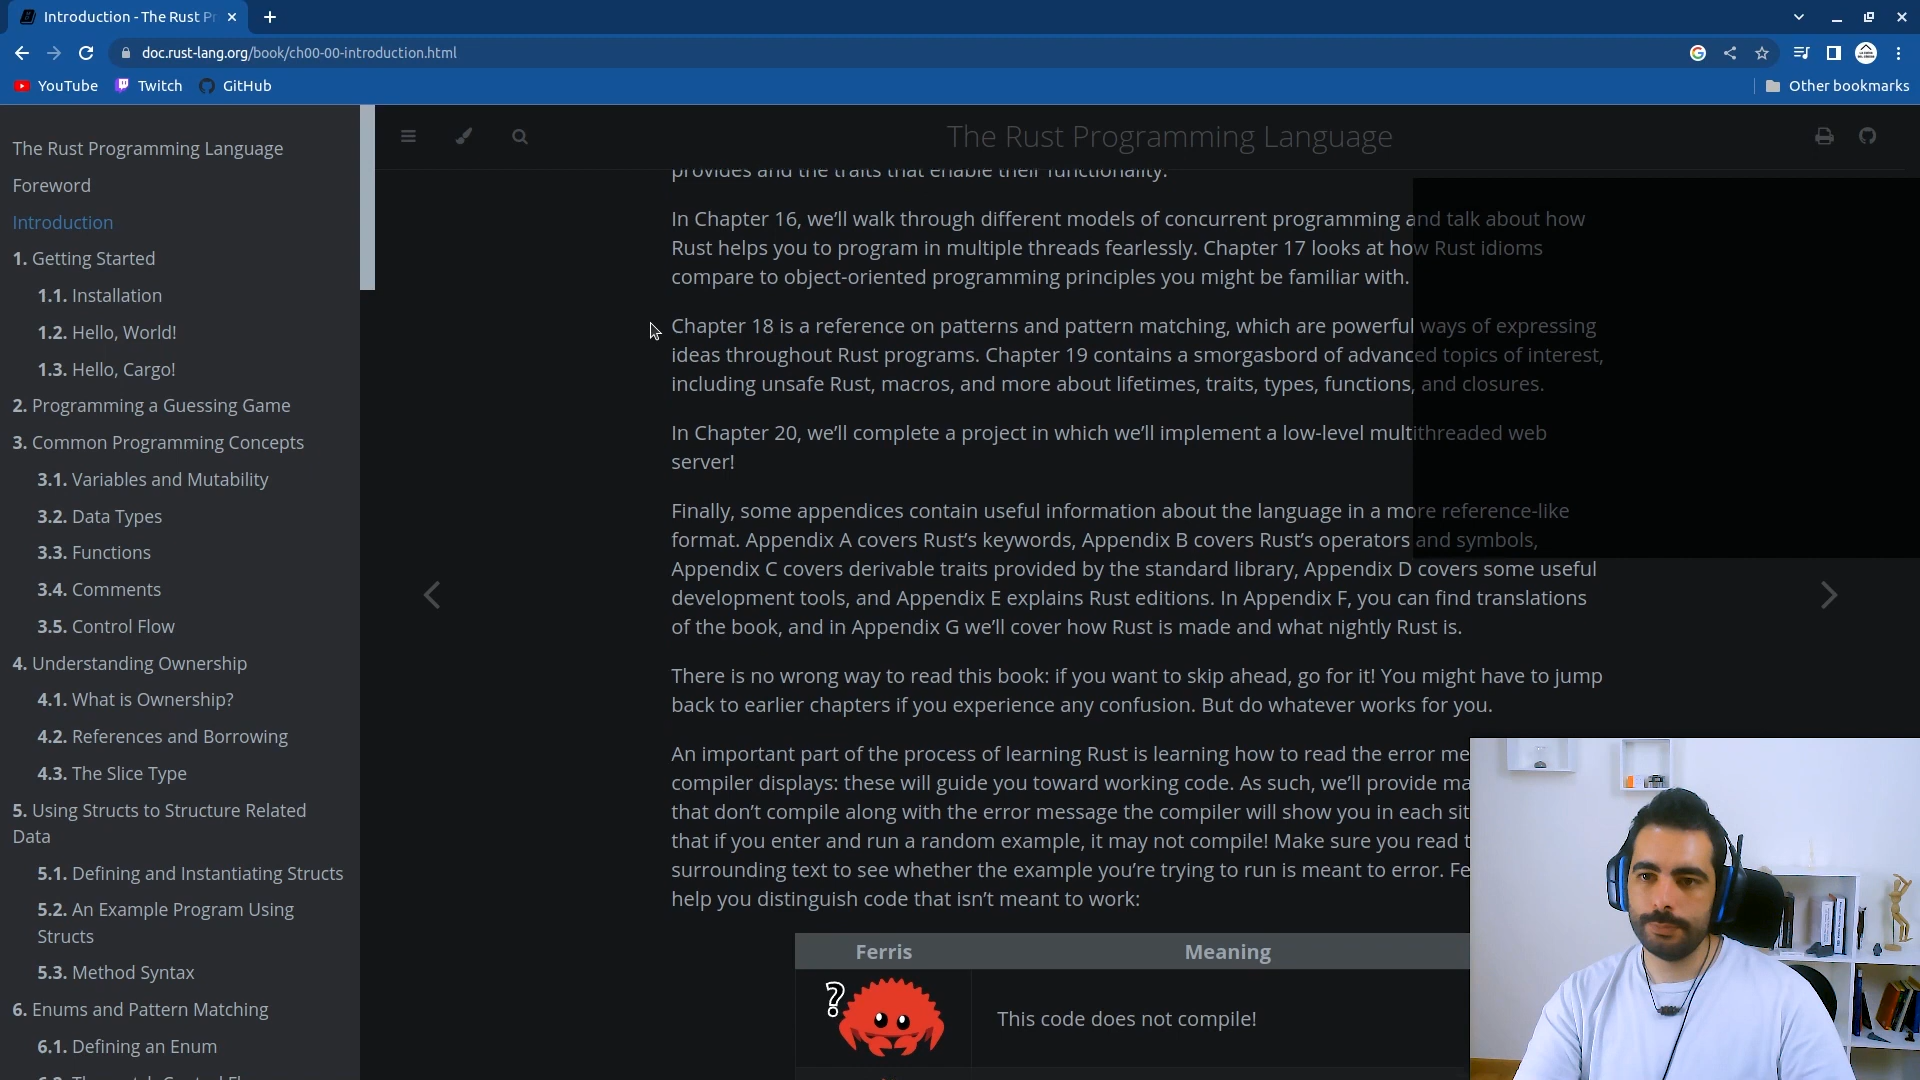 Introduction - The Rust Pr
doc.rust-lang.org/book/ch00-00-introduction.html
YouTube
Twitch
GitHub
Other bookmarks
The Rust Programming Language
Foreword
Introduction
1. Getting Started
1.1. Installation
1.2. Hello, World!
1.3. Hello, Cargo!
2. Programming a Guessing Game
3. Common Programming Concepts
3.1. Variables and Mutability
3.2. Data Types
3.3. Functions
3.4. Comments
3.5. Control Flow
4. Understanding Ownership
4.1. What is Ownership?
4.2. References and Borrowing
4.3. The Slice Type
5. Using Structs to Structure Related
Data
5.1. Defining and Instantiating Structs
5.2. An Example Program Using
Structs
5.3. Method Syntax
6. Enums and Pattern Matching
6.1. Defining an Enum
The Rust Programming Language
provides and the traits that enable their functionality.
In Chapter 16, we’ll walk through different models of concurrent programming and talk about how
Rust helps you to program in multiple threads fearlessly. Chapter 17 looks at how Rust idioms
compare to object-oriented programming principles you might be familiar with.
Chapter 18 is a reference on patterns and pattern matching, which are powerful ways of expressing
ideas throughout Rust programs. Chapter 19 contains a smorgasbord of advanced topics of interest,
including unsafe Rust, macros, and more about lifetimes, traits, types, functions, and closures.
In Chapter 20, we’ll complete a project in which we’ll implement a low-level multithreaded web
server!
Finally, some appendices contain useful information about the language in a more reference-like
format. Appendix A covers Rust’s keywords, Appendix B covers Rust’s operators and symbols,
Appendix C covers derivable traits provided by the standard library, Appendix D covers some useful
development tools, and Appendix E explains Rust editions. In Appendix F, you can find translations
of the book, and in Appendix G we’ll cover how Rust is made and what nightly Rust is.
There is no wrong way to read this book: if you want to skip ahead, go for it! You might have to jump
back to earlier chapters if you experience any confusion. But do whatever works for you.
An important part of the process of learning Rust is learning how to read the error me
compiler displays: these will guide you toward working code. As such, we’ll provide ma
that don’t compile along with the error message the compiler will show you in each sit
that if you enter and run a random example, it may not compile! Make sure you read t
surrounding text to see whether the example you’re trying to run is meant to error. Fe
help you distinguish code that isn’t meant to work:
Ferris
Meaning
?
This code does not compile!